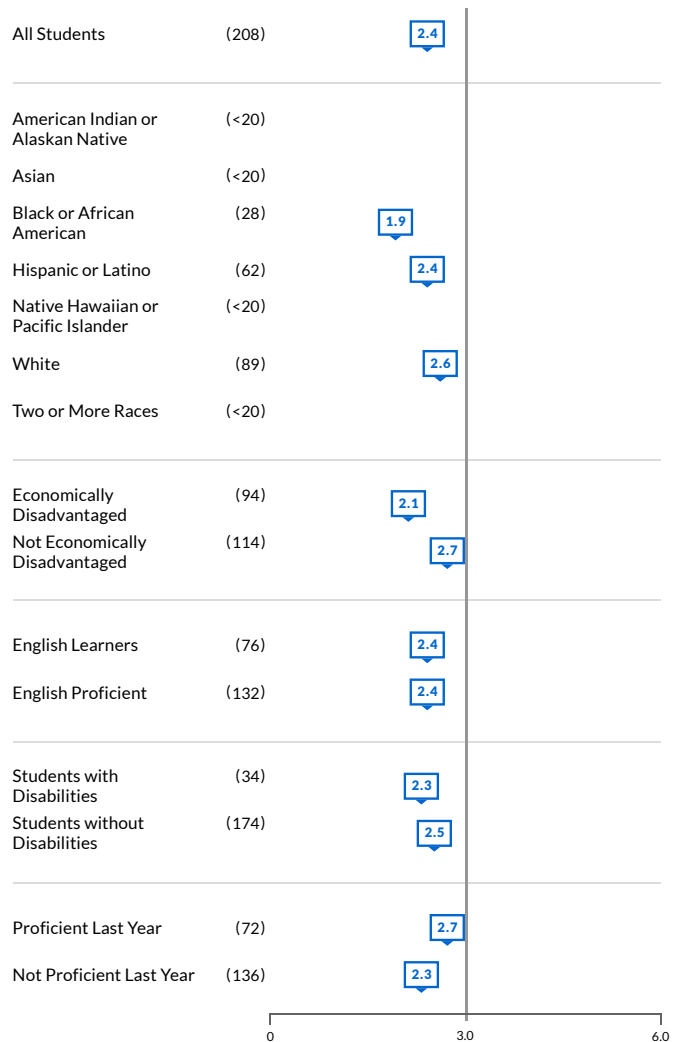 All Students (208) 2.4
American Indian or (<20)
Alaskan Native
Asian (<20)
Black or African (28) 1.9
American
Hispanic or Latino (62) 2.4
Native Hawaiian or (<20)
Pacific Islander
White (89) 2.6
Two or More Races (<20)
Economically (94) 2.1
Disadvantaged
Not Economically (114) 2.7
Disadvantaged
English Learners (76) 2.4
English Proficient (132) 2.4
Students with (34) 2.3
Disabilities
Students without (174) 2.5
Disabilities
Proficient Last Year (72) 2.7
Not Proficient Last Year (136) 2.3
0 3.0 6.0